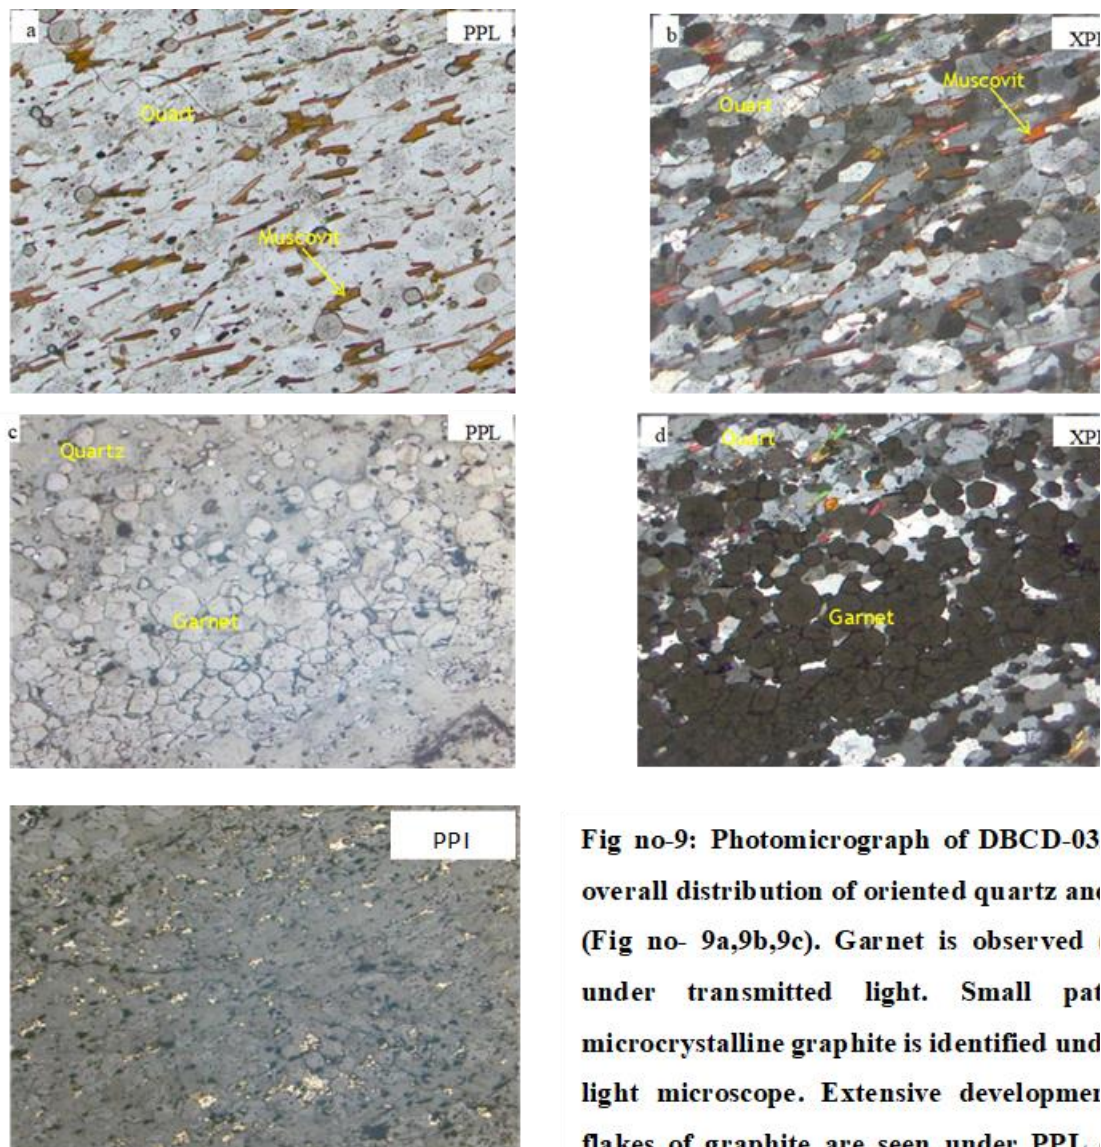 a
PPL
Quart
Muscovit
b
XPI
Quart
Muscovit
c
PPL
Quartz
Garnet
d
XPI
Quart
Garnet
PPI
Fig no-9: Photomicrograph of DBCD-03
overall distribution of oriented quartz and
(Fig no- 9a,9b,9c). Garnet is observed (
under transmitted light. Small pat
microcrystalline graphite is identified und
light microscope. Extensive developmen
flakes of graphite are seen under PPL